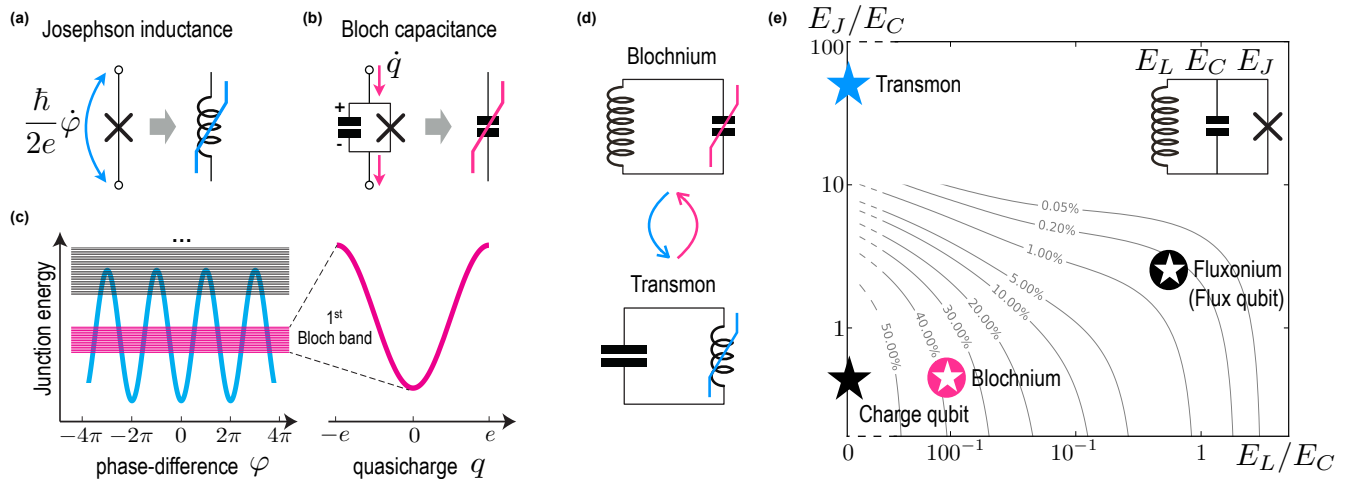 (a)
Josephson inductance
ħ/2e φ̇
(b)
Bloch capacitance
q̇
+
-
(c)
Junction energy
...
1st
Bloch band
−4π −2π 0 2π 4π
phase-difference φ
−e 0 e
quasicharge q
(d)
Blochnium
Transmon
(e)
E_J/E_C
100
10
1
E_L E_C E_J
Transmon
0.05%
0.20%
1.00%
5.00%
10.00%
20.00%
30.00%
40.00%
50.00%
Fluxonium
(Flux qubit)
Blochnium
Charge qubit
0 100⁻¹ 10⁻¹ 1
E_L/E_C